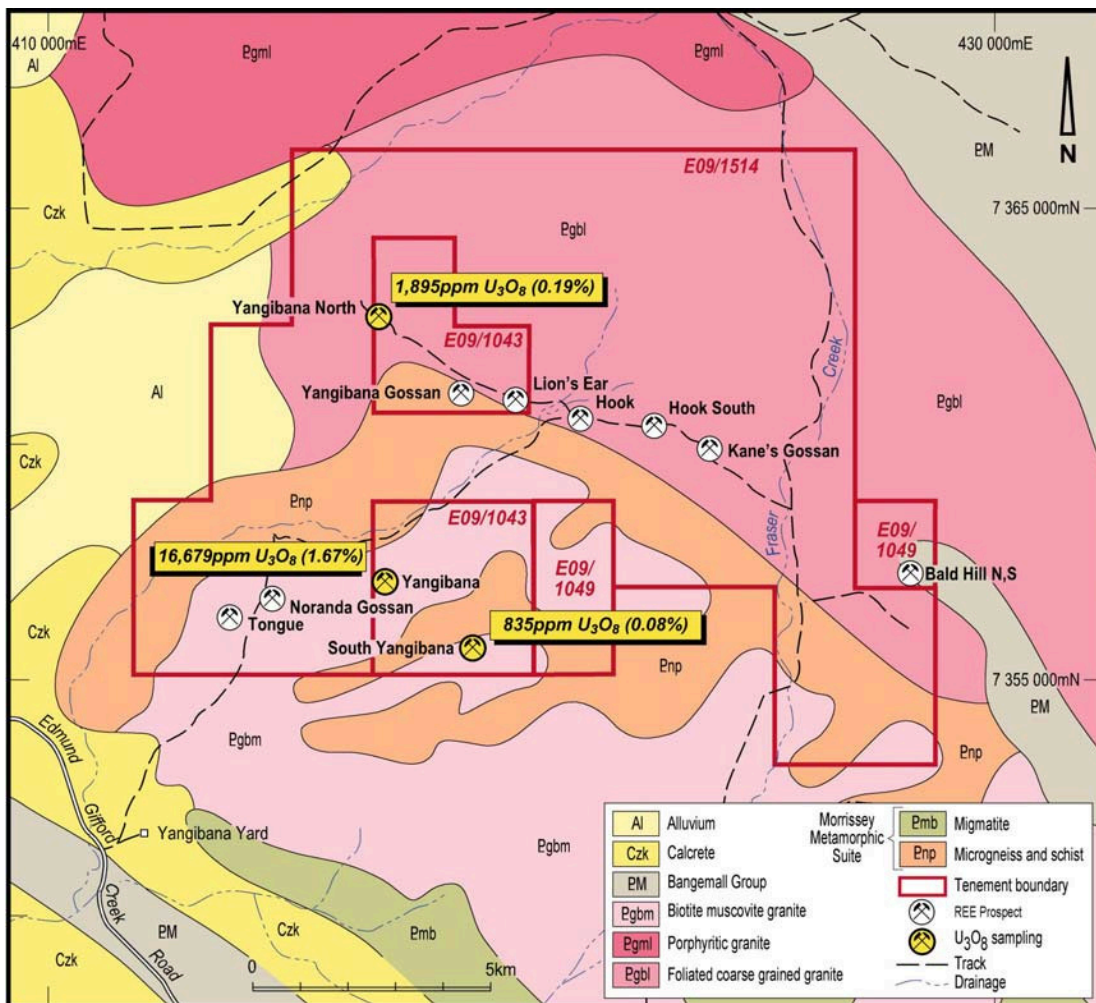 410 000mE
430 000mE
Al
Pgml
Pgml
PM
N
E09/1514
Czk
7 365 000mN
Pgbl
1,895ppm U₃O₈ (0.19%)
Yangibana North
E09/1043
Creek
Yangibana Gossan
Lion's Ear
Hook
Hook South
Al
Pgbl
Kane's Gossan
Czk
Pnp
E09/1043
Fraser
E09/
1049
16,679ppm U₃O₈ (1.67%)
E09/
1049
Yangibana
Bald Hill N,S
Noranda Gossan
Tongue
835ppm U₃O₈ (0.08%)
South Yangibana
Czk
Pnp
7 355 000mN
Pgbm
PM
Edmund
Pnp
Gifford
Yangibana Yard
Pgbm
Creek
PM
Czk
Pmb
Road
Czk
0
5km
Al Alluvium
Czk Calcrete
PM Bangemall Group
Pgbm Biotite muscovite granite
Pgml Porphyritic granite
Pgbl Foliated coarse grained granite
Morrissey
Metamorphic
Suite
Pmb Migmatite
Pnp Microgneiss and schist
Tenement boundary
REE Prospect
U₃O₈ sampling
Track
Drainage